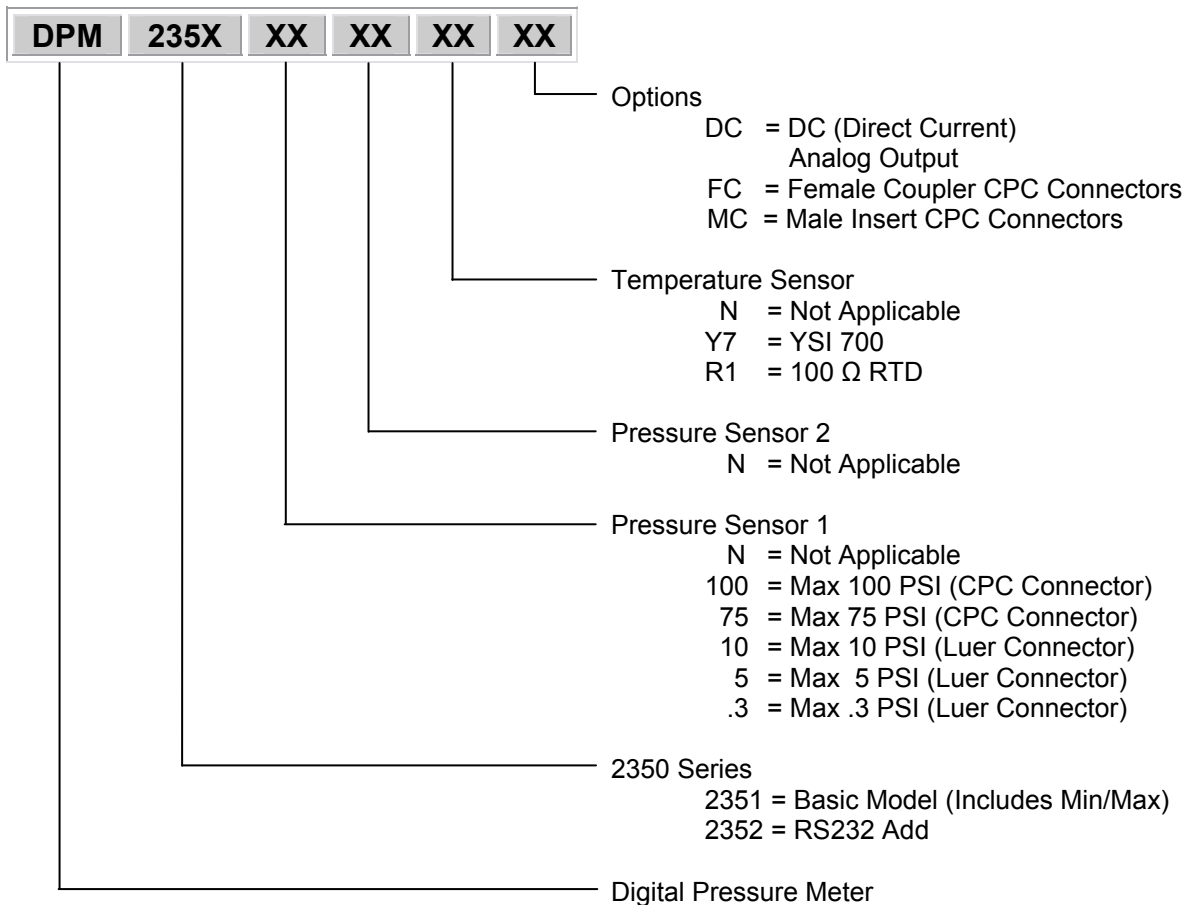 DPM 235X XX XX XX XX
Options
DC = DC (Direct Current)
Analog Output
FC = Female Coupler CPC Connectors
MC = Male Insert CPC Connectors
Temperature Sensor
N = Not Applicable
Y7 = YSI 700
R1 = 100 Ω RTD
Pressure Sensor 2
N = Not Applicable
Pressure Sensor 1
N = Not Applicable
100 = Max 100 PSI (CPC Connector)
75 = Max 75 PSI (CPC Connector)
10 = Max 10 PSI (Luer Connector)
5 = Max 5 PSI (Luer Connector)
.3 = Max .3 PSI (Luer Connector)
2350 Series
2351 = Basic Model (Includes Min/Max)
2352 = RS232 Add
Digital Pressure Meter